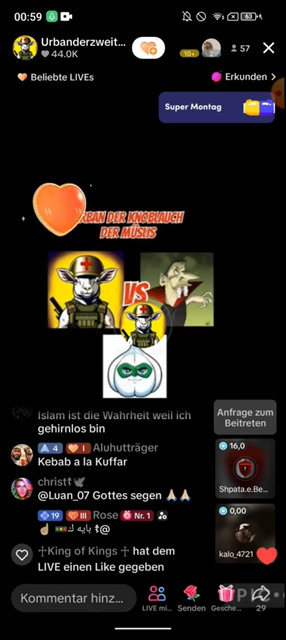 00:59
63
Urbanderzweit...
44.0K
10+
57
Beliebte LIVEs
Erkunden >
Super Montag
RBAN DER KNOBLAUCH
DER MÜSLIS
VS
Islam ist die Wahrheit weil ich
gehirnlos bin
Anfrage zum
Beitreten
4 I Aluhutträger
Kebab a la Kuffar
16,0
Shpata.e.Be...
christ☦🕊
@Luan_07 Gottes segen 🙏🏻🙏🏻
19 III Rose Nr. 1
0,00
kalo_4721
☩King of Kings ☩ hat dem
LIVE einen Like gegeben
Kommentar hinz...
LIVE mi...
Senden
Gesche...
29